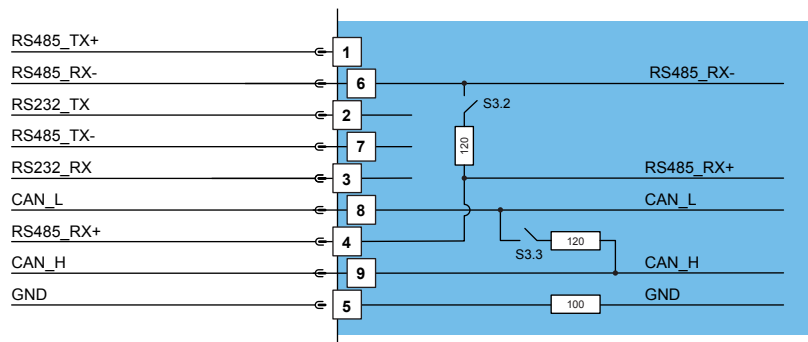 RS485_TX+
1
RS485_RX-
6
RS485_RX-
S3.2
RS232_TX
2
120
RS485_TX-
7
RS232_RX
3
RS485_RX+
CAN_L
8
CAN_L
RS485_RX+
4
120
S3.3
CAN_H
9
CAN_H
GND
5
100
GND